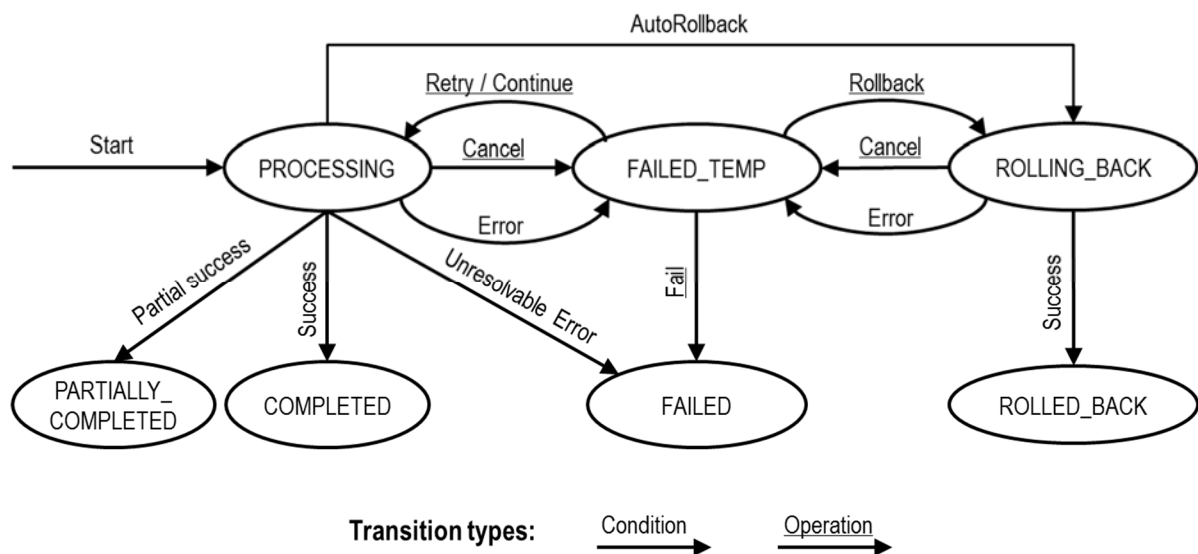 AutoRollback
Retry / Continue
Rollback
Start
PROCESSING
Cancel
FAILED_TEMP
Cancel
ROLLING_BACK
Error
Error
Partial success
Success
Unresolvable Error
Fail
Success
PARTIALLY_
COMPLETED
COMPLETED
FAILED
ROLLED_BACK
Transition types:
Condition
Operation